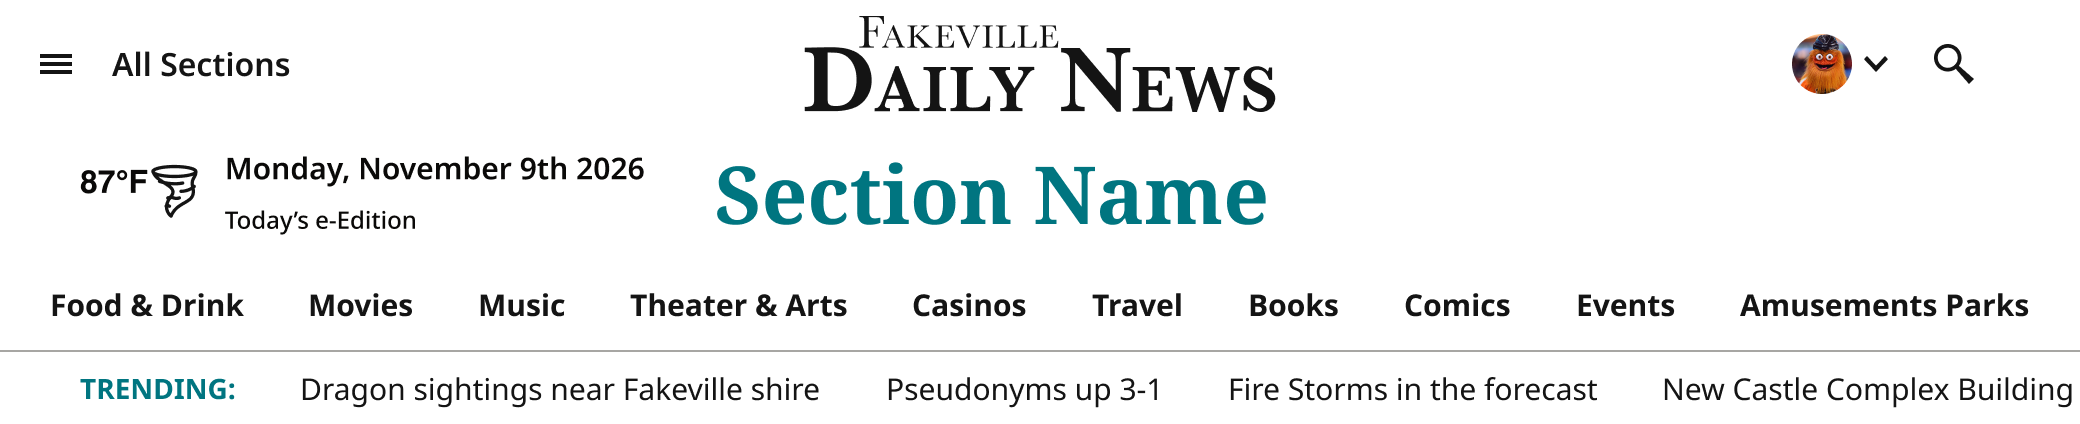 All Sections
FAKEVILLE
DAILY NEWS
87°F
Monday, November 9th 2026
Today’s e-Edition
Section Name
Food & Drink Movies Music Theater & Arts Casinos Travel Books Comics Events Amusements Parks
TRENDING: Dragon sightings near Fakeville shire Pseudonyms up 3-1 Fire Storms in the forecast New Castle Complex Building